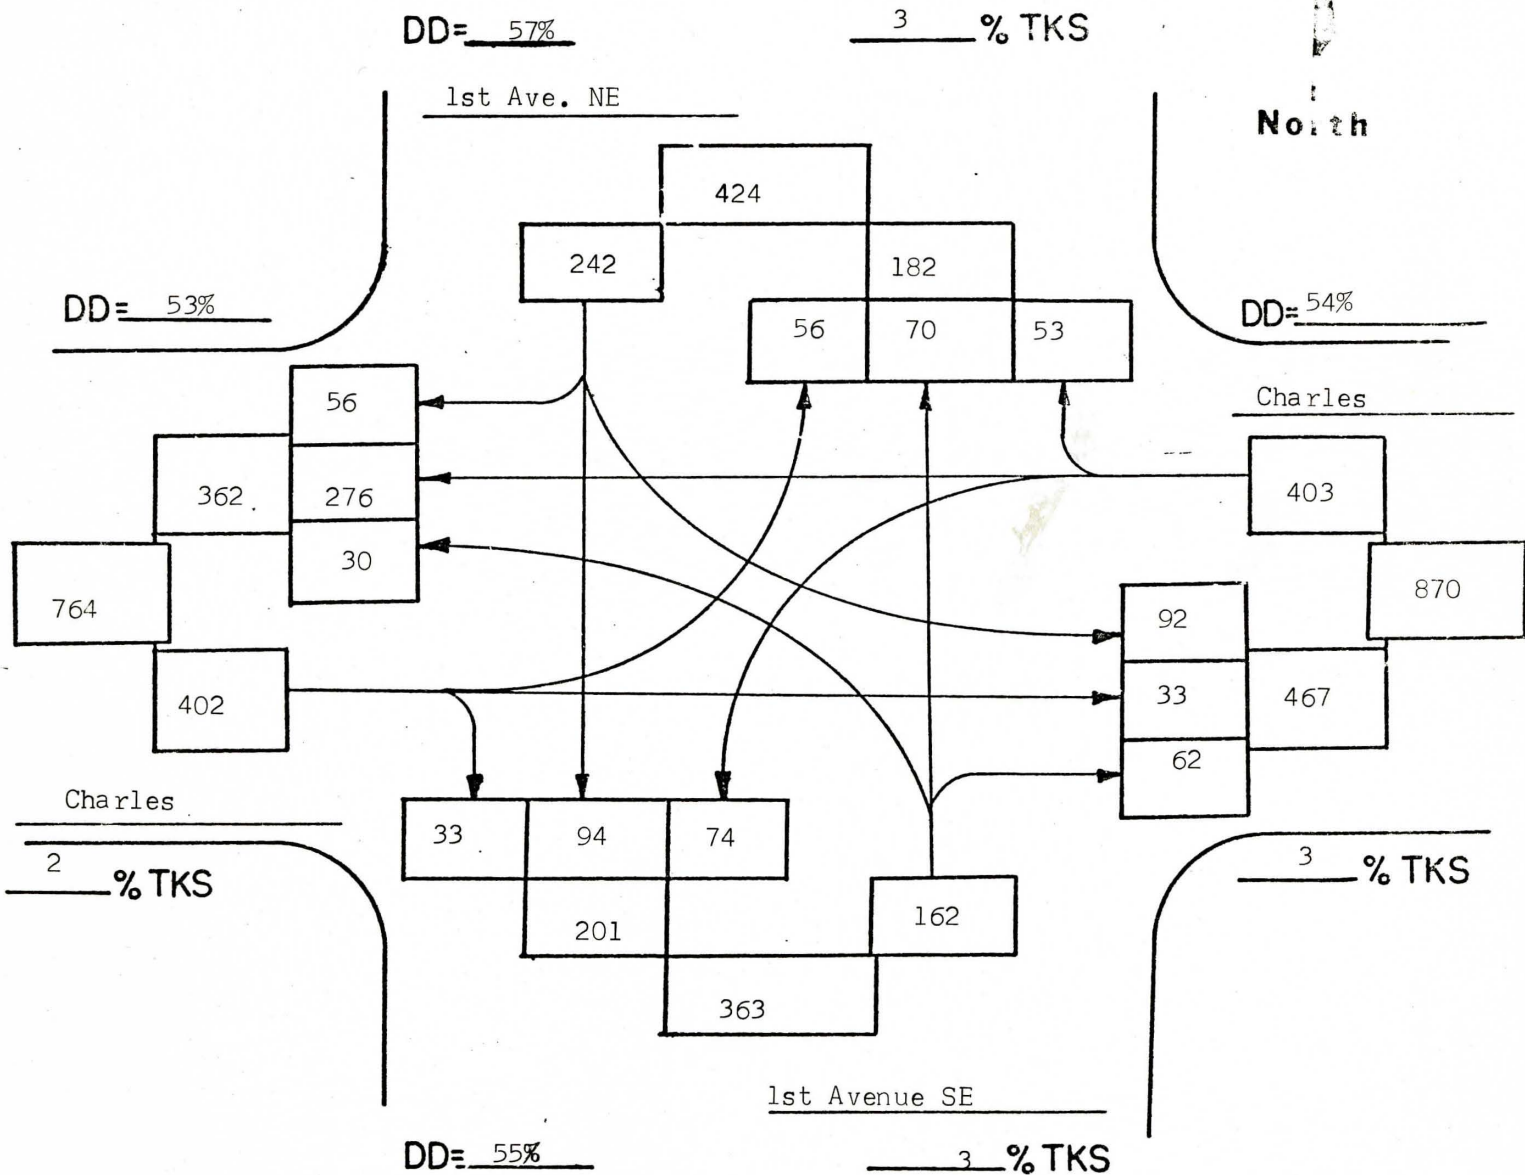 DD= 57% 3 % TKS
1st Ave. NE
North
424
242 182
DD= 53% DD= 54%
56 70 53
56
Charles
362 276 403
30
764 870
92
402 33 467
62
Charles
33 94 74
2 % TKS 3 % TKS
201 162
363
1st Avenue SE
DD= 55% 3 % TKS